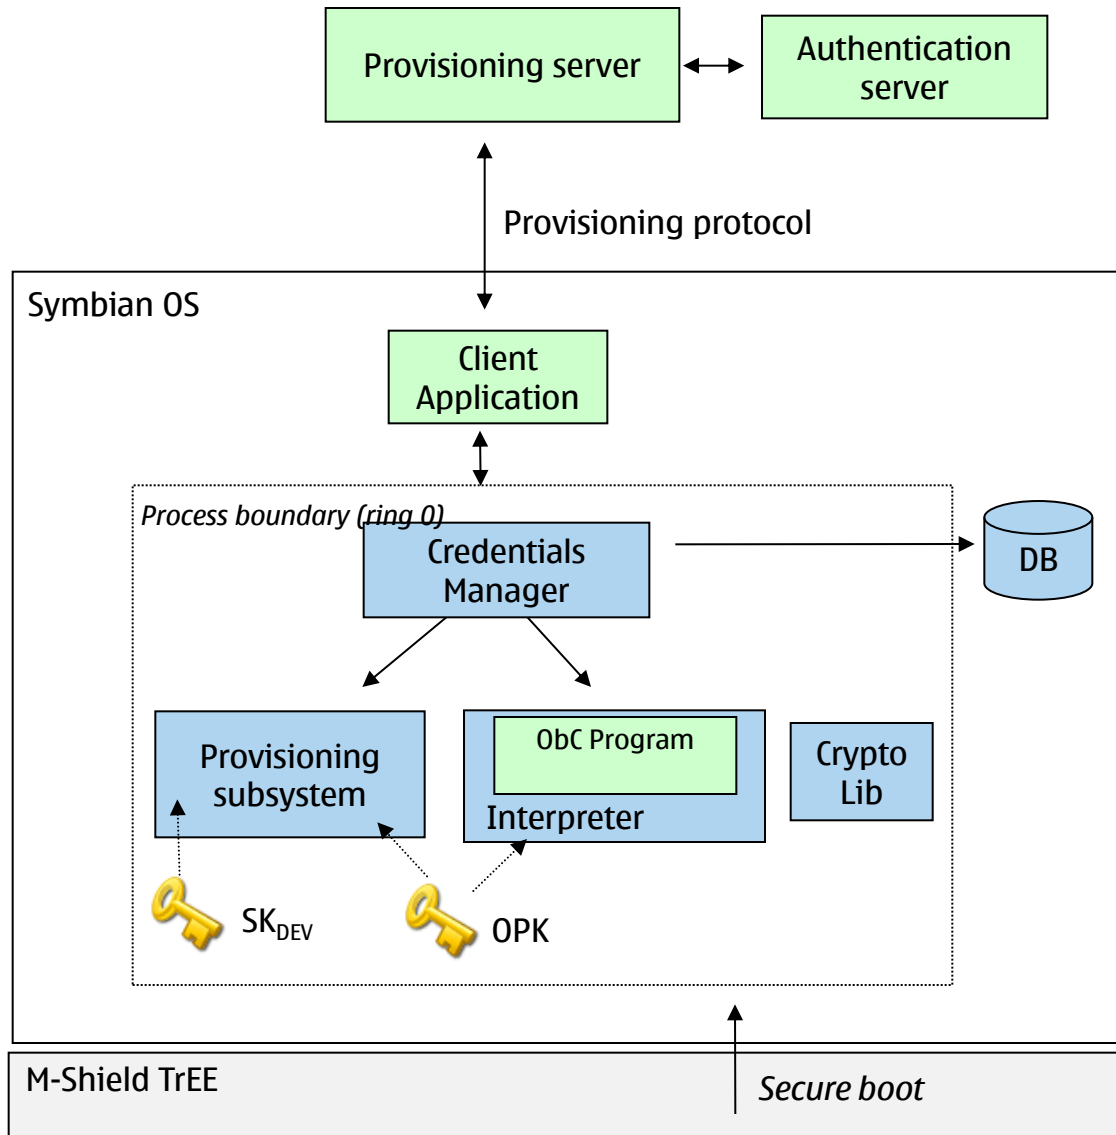 Provisioning server
Authentication
server
Provisioning protocol
Symbian OS
Client
Application
Process boundary (ring 0)
Credentials
Manager
DB
Provisioning
subsystem
ObC Program
Interpreter
Crypto
Lib
SKDEV
OPK
M-Shield TrEE
Secure boot